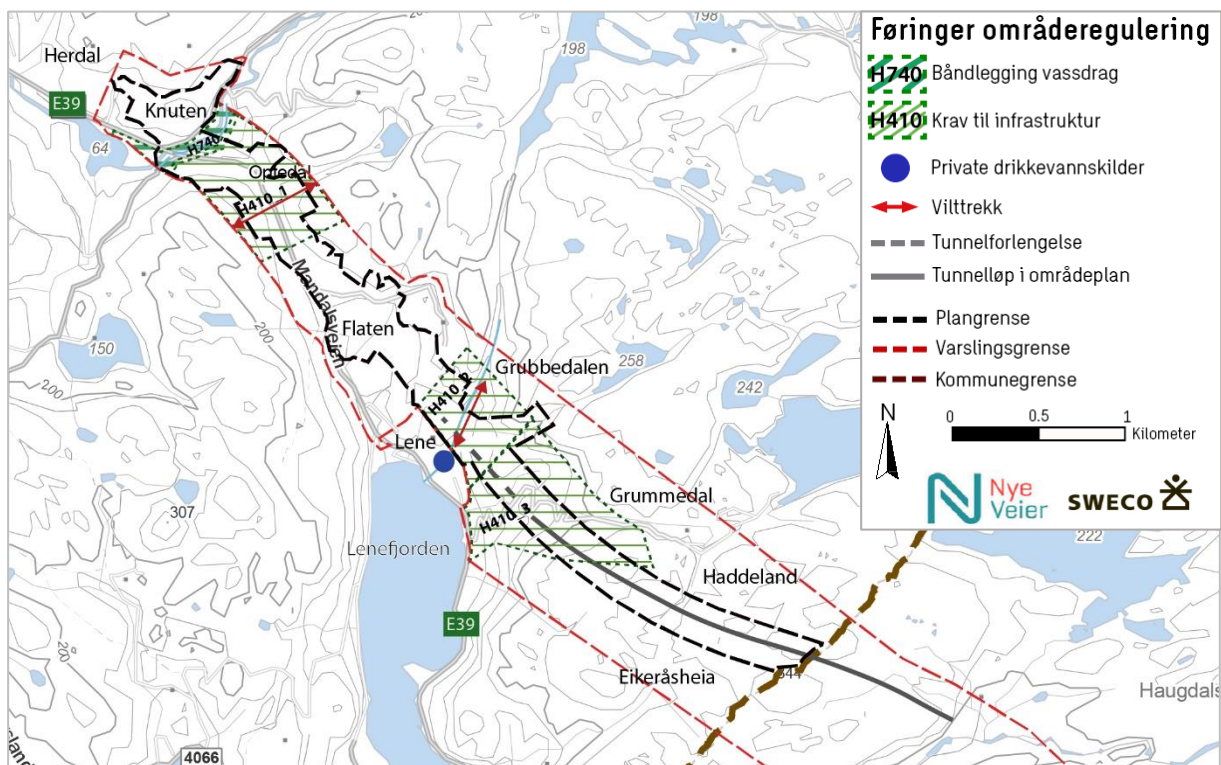 Føringer områderegulering
H740 Båndlegging vassdrag
H410 Krav til infrastruktur
Private drikkevannskilder
Vilttrekk
Tunnelforlengelse
Tunnelløp i områdeplan
Plangrense
Varslingsgrense
Kommunegrense
N
0 0.5 1
Kilometer
Nye
Veier
SWECO
198
198
Herdal
E39
Knuten
64
H740
Optedal
H410_1
Mandalsveien
200
150
200
Flaten
258
Grubbedalen
242
H410_2
Lene
307
Grummedal
H410_3
Lenefjorden
222
Haddeland
E39
200
Eikeråsheia
344
Haugdals
4066